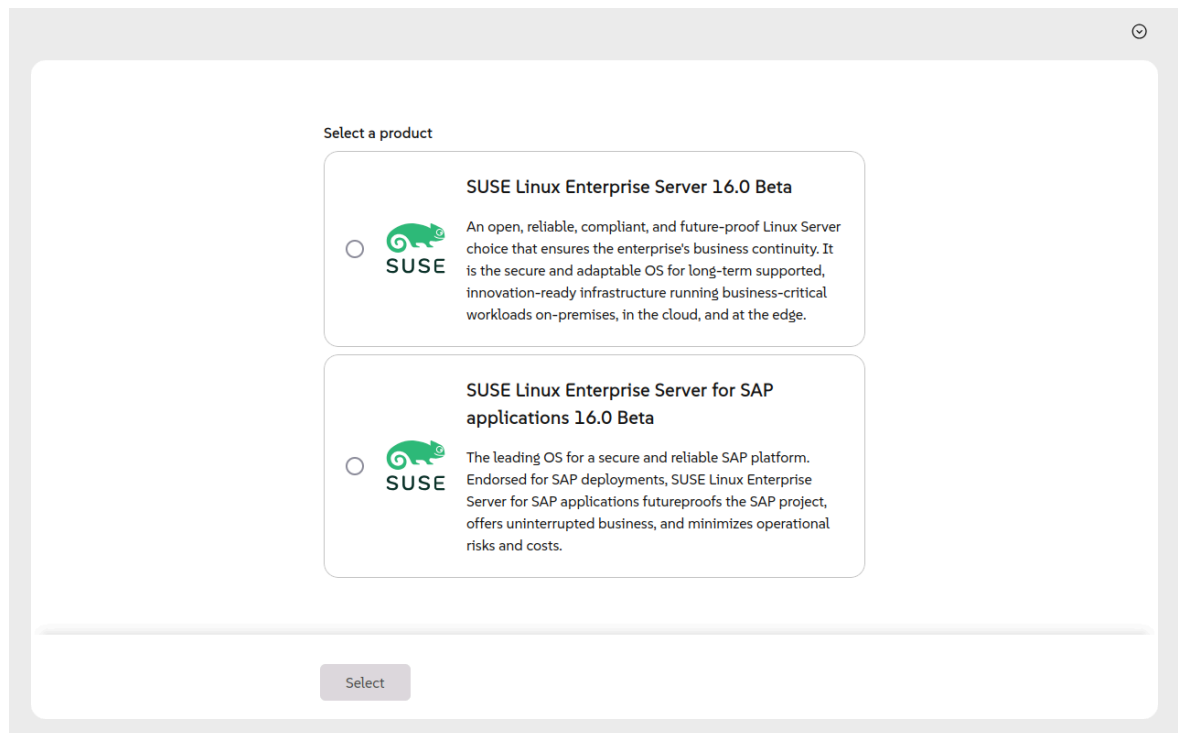 Select a product
SUSE Linux Enterprise Server 16.0 Beta
An open, reliable, compliant, and future-proof Linux Server
choice that ensures the enterprise's business continuity. It
is the secure and adaptable OS for long-term supported,
innovation-ready infrastructure running business-critical
workloads on-premises, in the cloud, and at the edge.
SUSE
SUSE Linux Enterprise Server for SAP
applications 16.0 Beta
The leading OS for a secure and reliable SAP platform.
Endorsed for SAP deployments, SUSE Linux Enterprise
Server for SAP applications futureproofs the SAP project,
offers uninterrupted business, and minimizes operational
risks and costs.
SUSE
Select